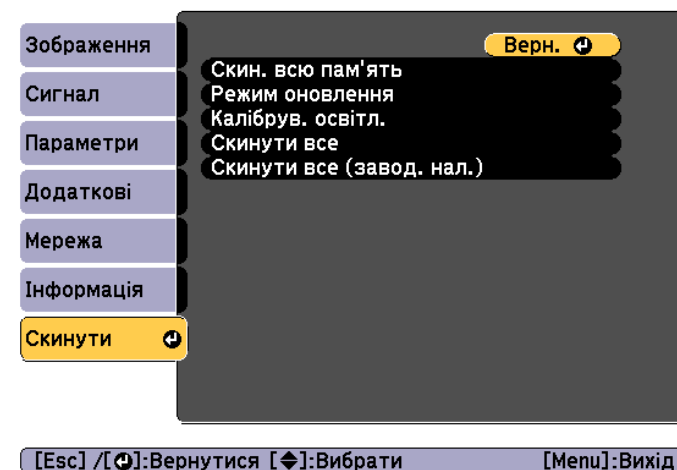 Зображення
Сигнал
Параметри
Додаткові
Мережа
Інформація
Скинути
Верн.
Скин. всю пам'ять
Режим оновлення
Калібрув. освітл.
Скинути все
Скинути все (завод. нал.)
[Esc] /[⏎]:Вернутися [◆]:Вибрати [Menu]:Вихід